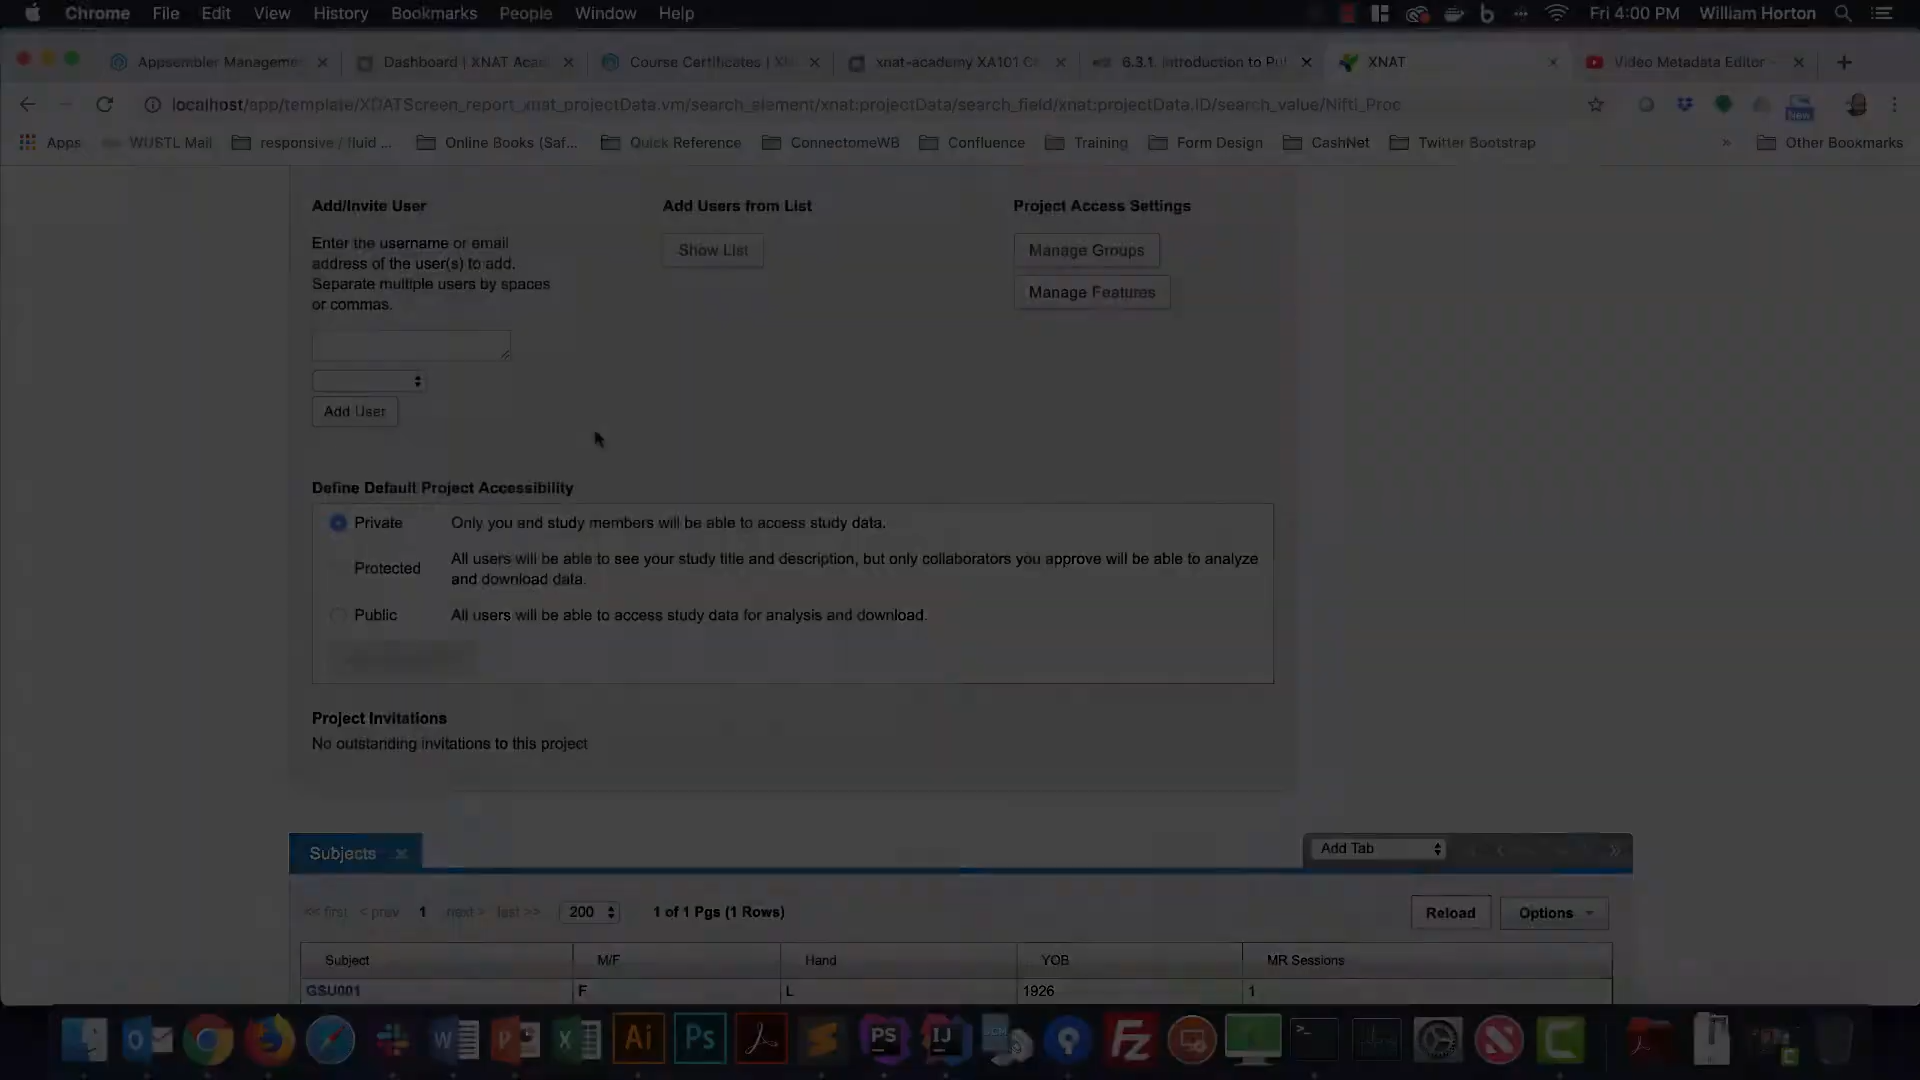 Chrome File Edit View History Bookmarks People Window Help Fri 4:00 PM William Horton
Appsembler Manageme Dashboard | XNAT Aca Course Certificates | X xnat-academy XA101 C 6.3.1. Introduction to Pul XNAT Video Metadata Editor -
localhost/app/template/XDATScreen_report_xnat_projectData.vm/search_element/xnat:projectData/search_field/xnat:projectData.ID/search_value/Nifti_Proc
New
Apps WUSTL Mail responsive / fluid ... Online Books (Saf... Quick Reference ConnectomeWB Confluence Training Form Design CashNet Twitter Bootstrap » Other Bookmarks
Add/Invite User Add Users from List Project Access Settings
Enter the username or email
address of the user(s) to add.
Separate multiple users by spaces
or commas.
Show List
Manage Groups
Manage Features
Add User
Define Default Project Accessibility
Private Only you and study members will be able to access study data.
Protected All users will be able to see your study title and description, but only collaborators you approve will be able to analyze
and download data.
Public All users will be able to access study data for analysis and download.
Project Invitations
No outstanding invitations to this project
Subjects Add Tab
<< first < prev 1 next > last >> 200 1 of 1 Pgs (1 Rows) Reload Options
Subject M/F Hand YOB MR Sessions
GSU001 F L 1926 1
Ai Ps PS IJ FZ